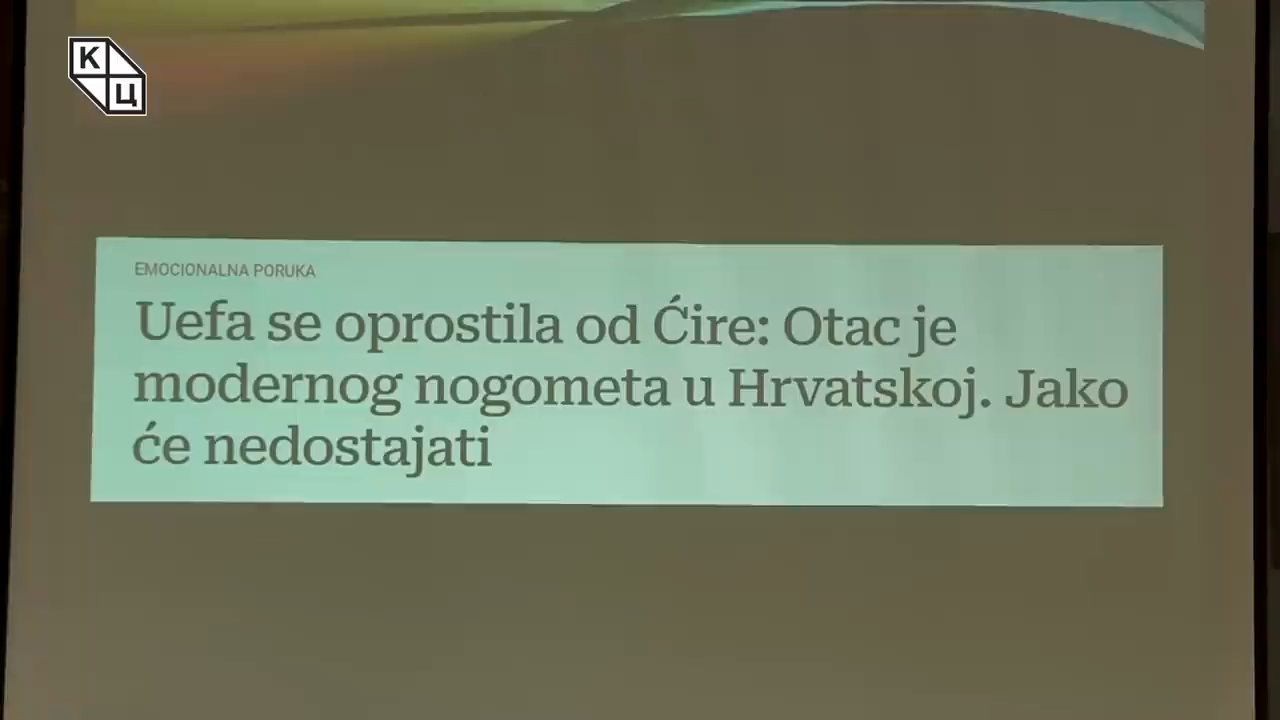 К
Ц
EMOCIONALNA PORUKA
Uefa se oprostila od Ćire: Otac je
modernog nogometa u Hrvatskoj. Jako
će nedostajati